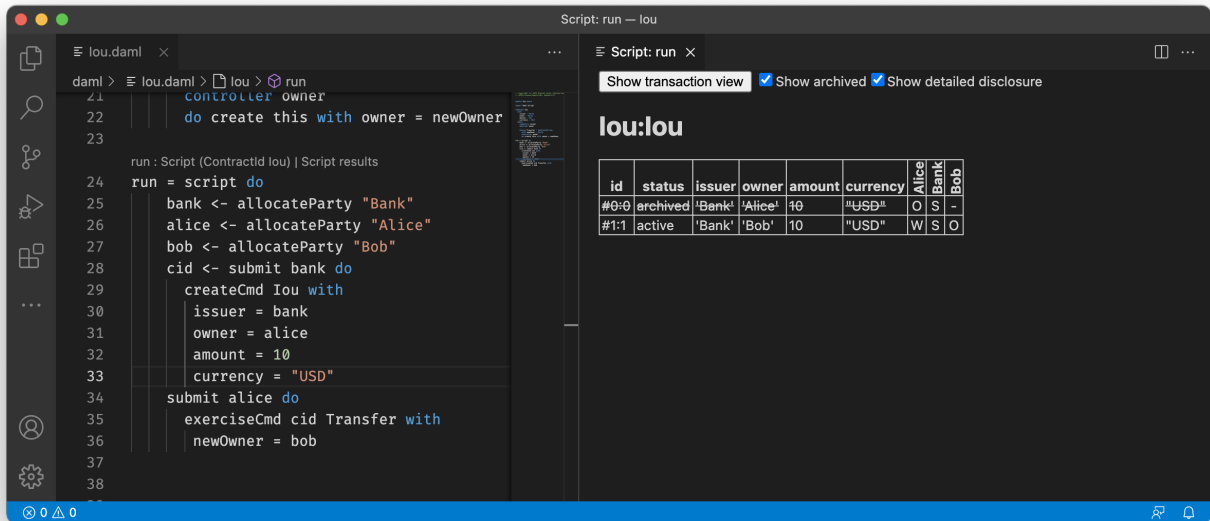 Script: run — Iou
Iou.daml
daml > Iou.daml > Iou > run
21 controller owner
22 do create this with owner = newOwner
23
run : Script (ContractId Iou) | Script results
24 run = script do
25 bank <- allocateParty "Bank"
26 alice <- allocateParty "Alice"
27 bob <- allocateParty "Bob"
28 cid <- submit bank do
29 createCmd Iou with
30 issuer = bank
31 owner = alice
32 amount = 10
33 currency = "USD"
34 submit alice do
35 exerciseCmd cid Transfer with
36 newOwner = bob
37
38
Script: run
Show transaction view Show archived Show detailed disclosure
Iou:Iou
id status issuer owner amount currency Alice Bank Bob
#0:0 archived 'Bank' 'Alice' 10 "USD" O S -
#1:1 active 'Bank' 'Bob' 10 "USD" W S O
0 0